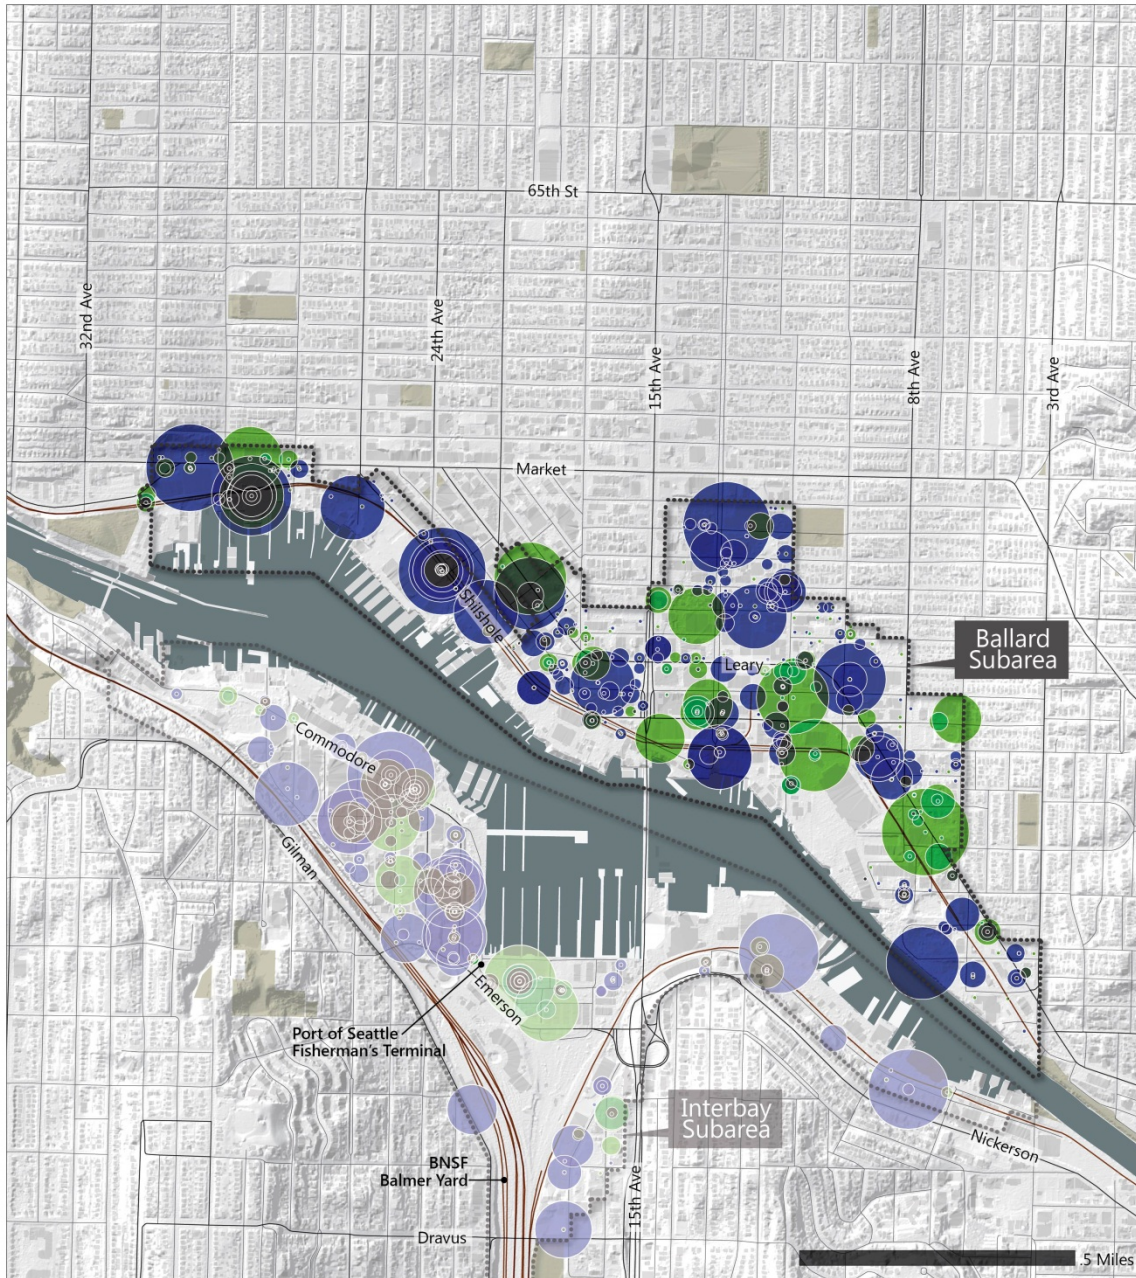 65th St
32nd Ave
24th Ave
15th Ave
8th Ave
3rd Ave
Market
Shilshole
Leary
Ballard
Subarea
Commodore
Gilman
Emerson
Port of Seattle
Fisherman's Terminal
Interbay
Subarea
Nickerson
BNSF
Balmer Yard
15th Ave
Dravus
.5 Miles